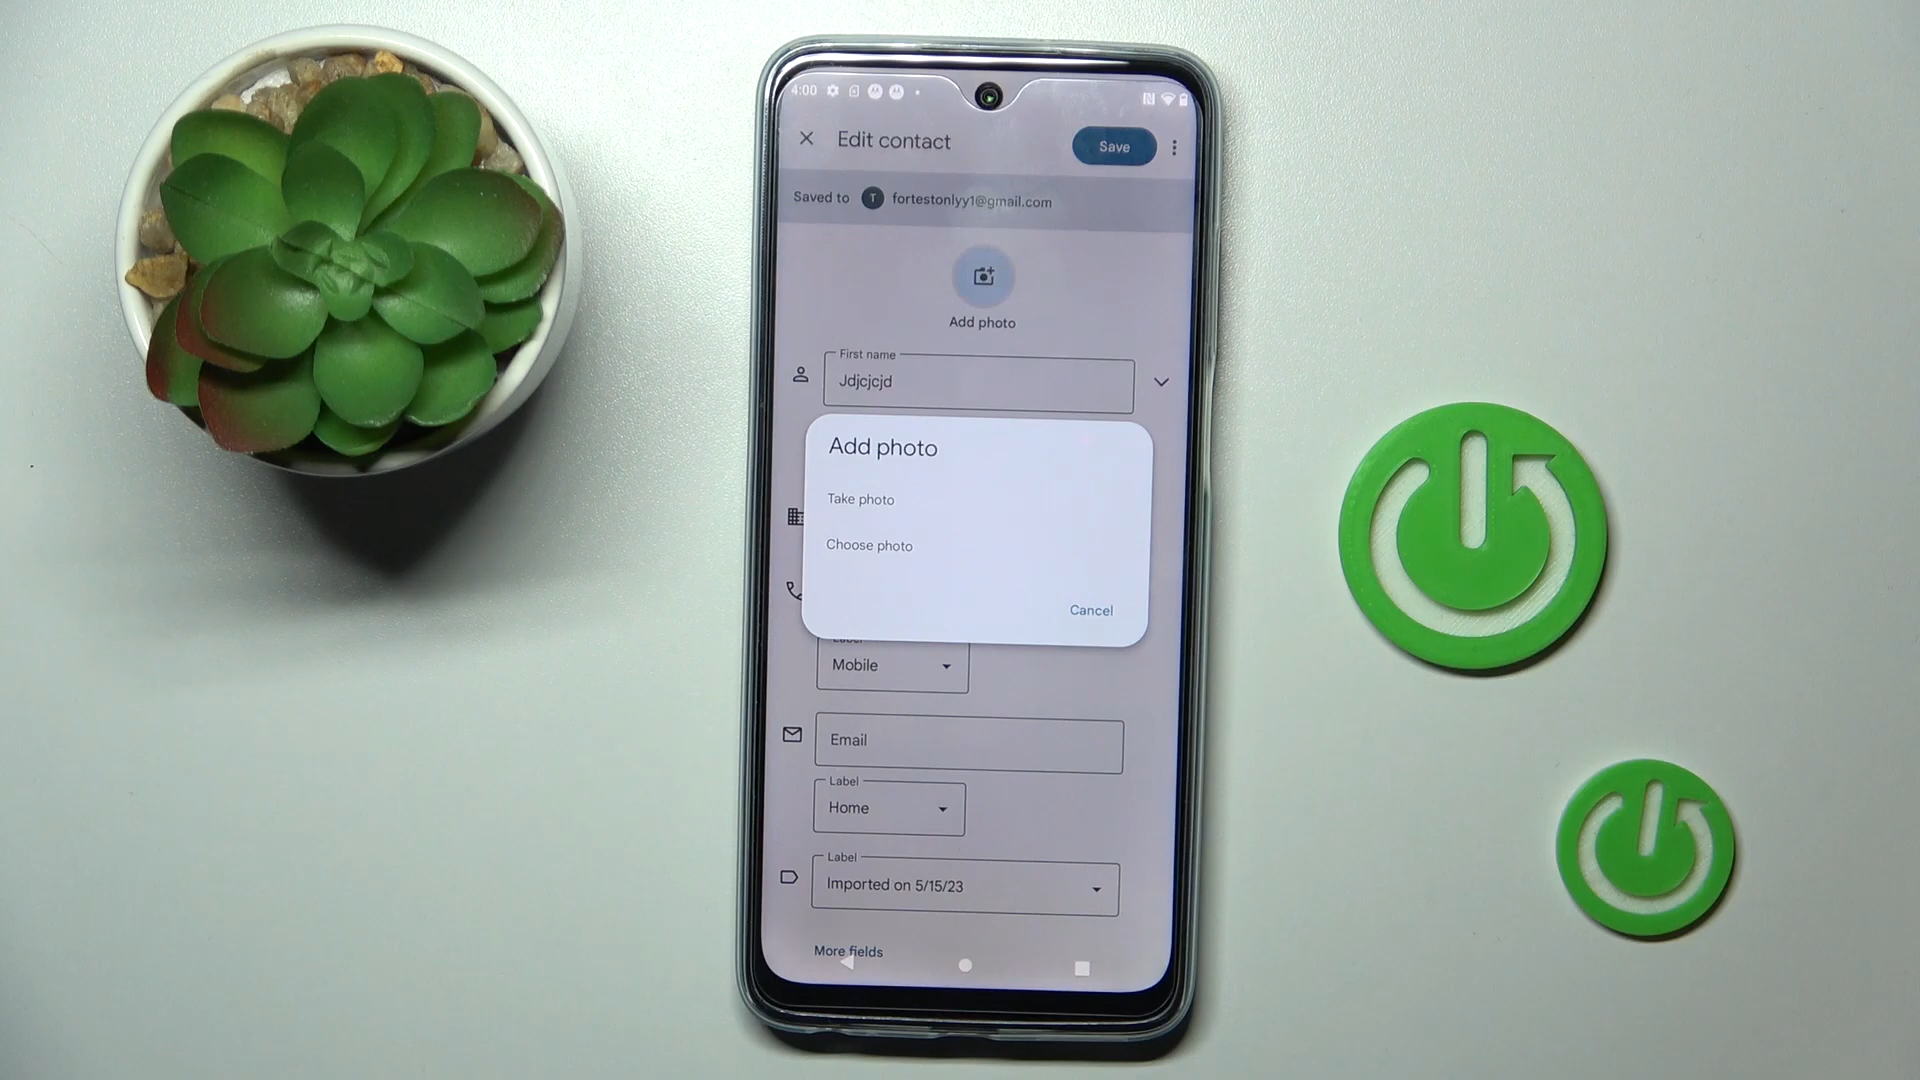 4:00
Edit contact
Save
Saved to
T
fortestonlyy1@gmail.com
Add photo
First name
Jdjcjcjd
Add photo
Take photo
Choose photo
Cancel
Label
Mobile
Email
Label
Home
Label
Imported on 5/15/23
More fields